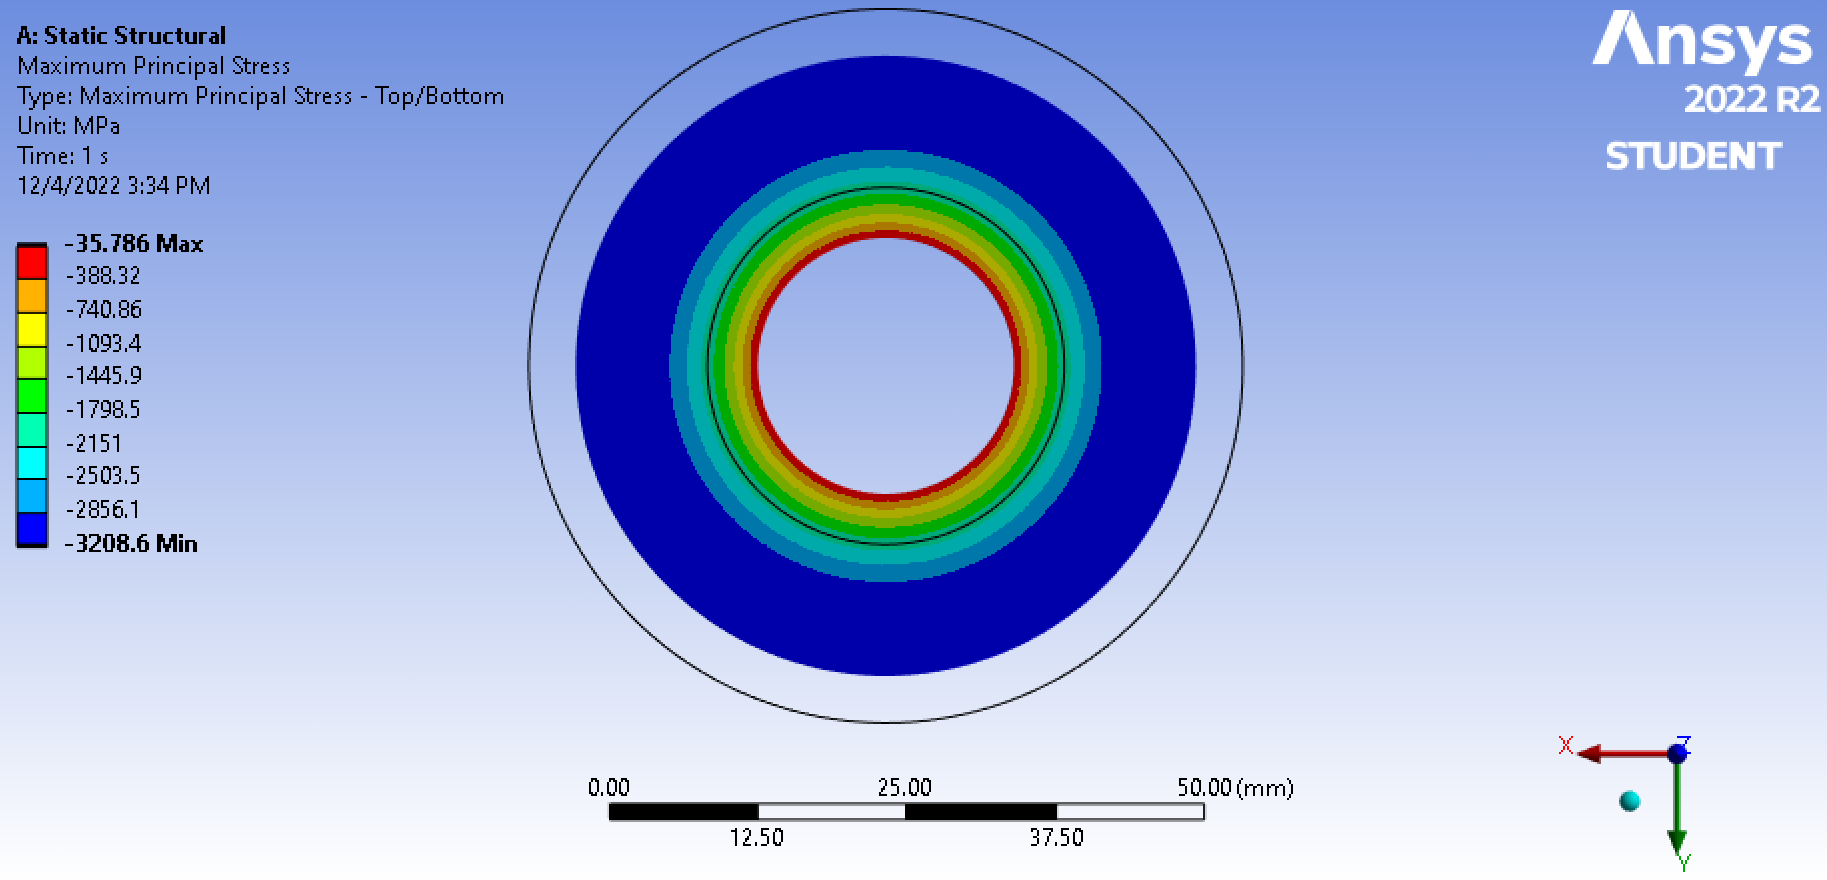 A: Static Structural
Maximum Principal Stress
Type: Maximum Principal Stress - Top/Bottom
Unit: MPa
Time: 1 s
12/4/2022 3:34 PM
-35.786 Max
-388.32
-740.86
-1093.4
-1445.9
-1798.5
-2151
-2503.5
-2856.1
-3208.6 Min
Ansys
2022 R2
STUDENT
0.00 25.00 50.00 (mm)
12.50 37.50
X Z
Y